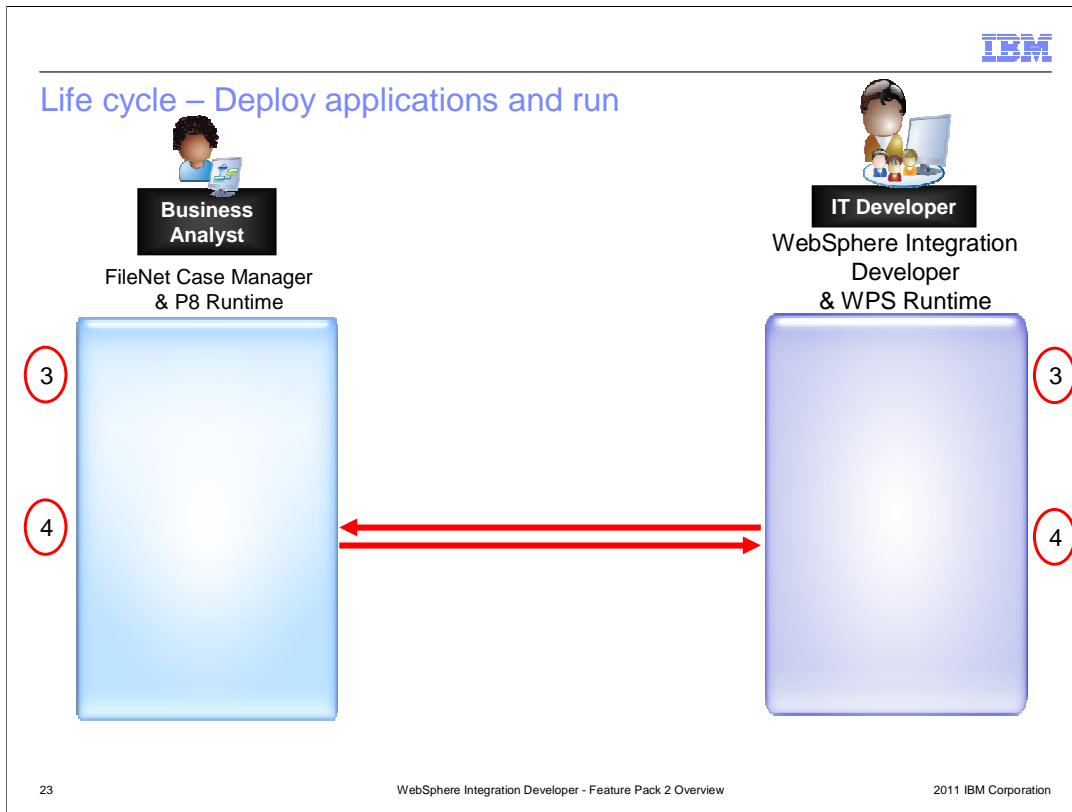 IBM
Life cycle – Deploy applications and run
Business
Analyst
FileNet Case Manager
& P8 Runtime
IT Developer
WebSphere Integration
Developer
& WPS Runtime
3
3
4
4
23
WebSphere Integration Developer - Feature Pack 2 Overview
2011 IBM Corporation